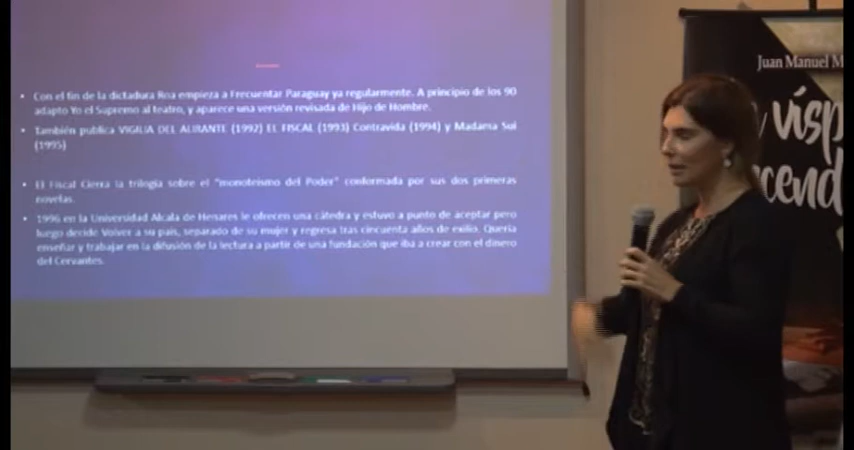 • Con el fin de la dictadura Roa empieza a Frecuentar Paraguay ya regularmente. A principio de los 90
adapto Yo el Supremo al teatro, y aparece una versión revisada de Hijo de Hombre.
• También publica VIGILIA DEL ALIRANTE (1992) EL FISCAL (1993) Contravida (1994) y Madama Sui
(1995)
• El Fiscal Cierra la trilogía sobre el "monoteísmo del Poder" conformada por sus dos primeras
novelas.
• 1996 en la Universidad Alcala de Henares le ofrecen una cátedra y estuvo a punto de aceptar pero
luego decide Volver a su país, separado de su mujer y regresa tras cincuenta años de exilio. Quería
enseñar y trabajar en la difusión de la lectura a partir de una fundación que iba a crear con el dinero
del Cervantes.
Juan Manuel M
vísp
cend